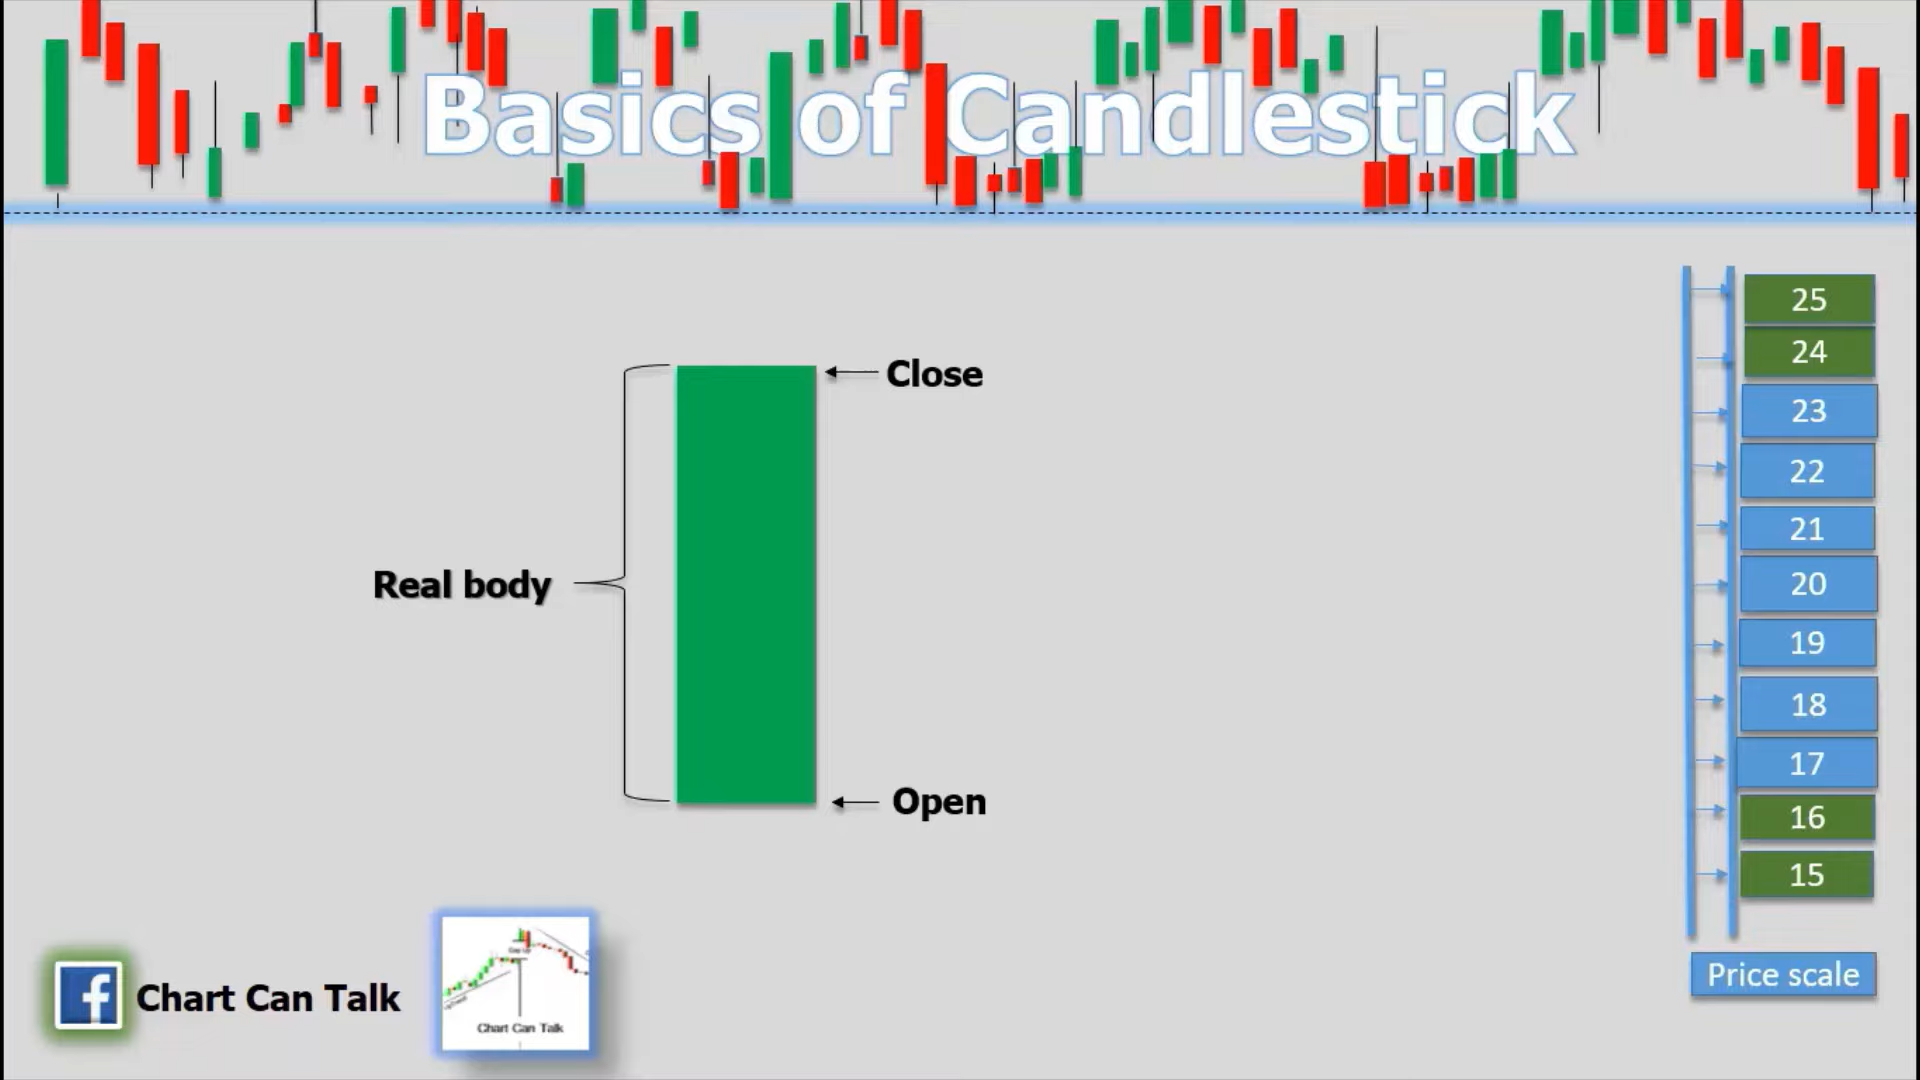 Basics of Candlestick
25
24
Close
23
22
21
Real body
20
19
18
17
Open
16
15
Price scale
Chart Can Talk
Chart Can Talk